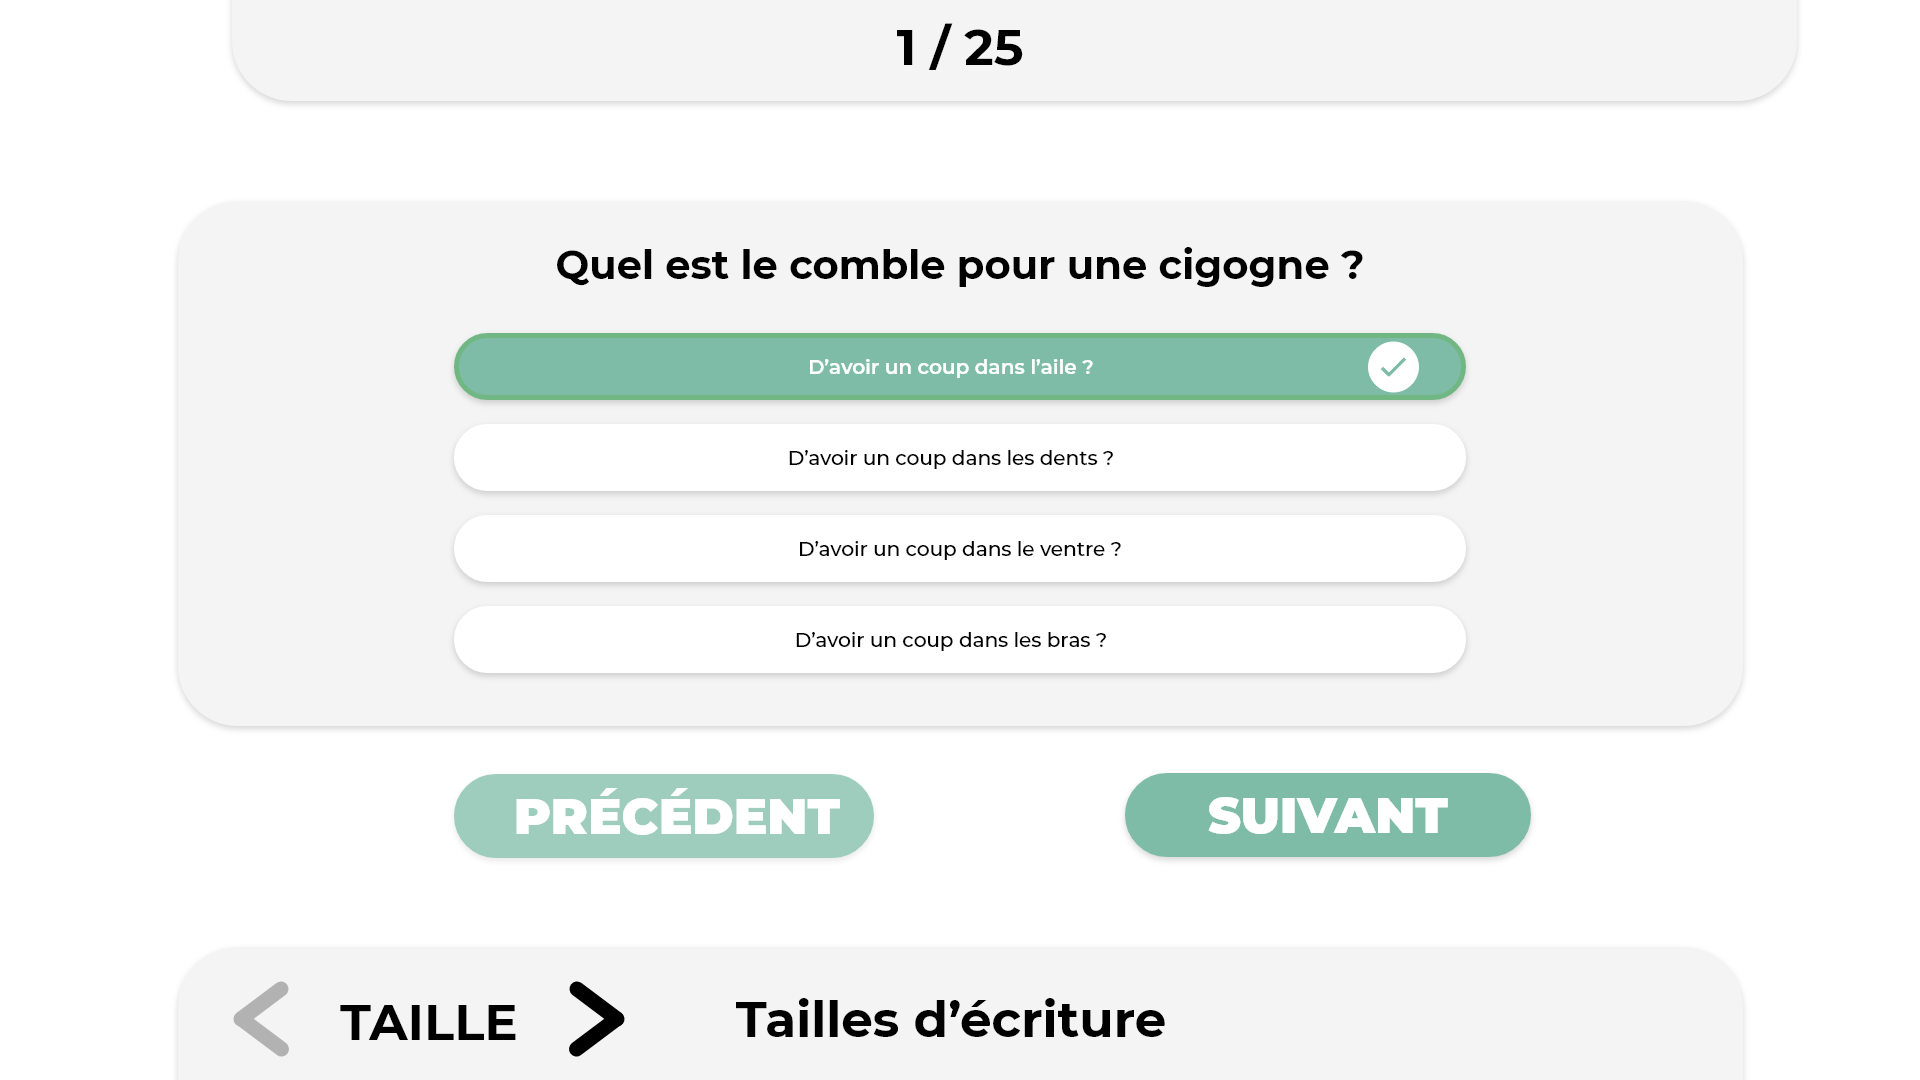 1 / 25
Quel est le comble pour une cigogne ?
D’avoir un coup dans l’aile ?
D’avoir un coup dans les dents ?
D’avoir un coup dans le ventre ?
D’avoir un coup dans les bras ?
PRÉCÉDENT
SUIVANT
TAILLE
Tailles d’écriture